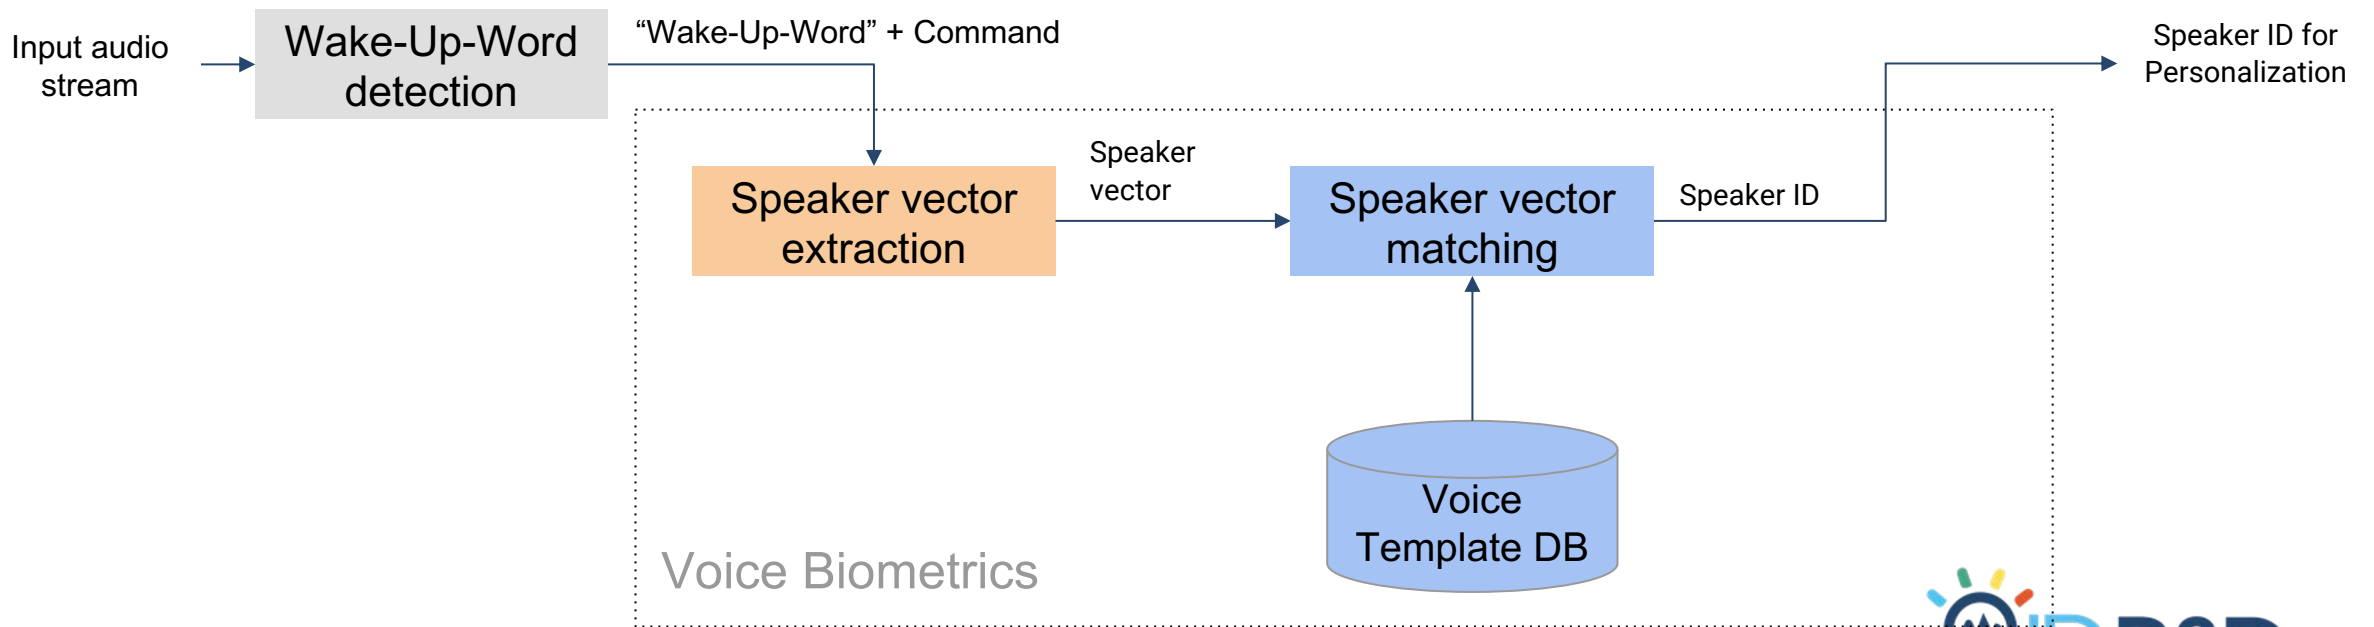 Input audio
stream
Wake-Up-Word
detection
“Wake-Up-Word” + Command
Speaker ID for
Personalization
Speaker vector
extraction
Speaker
vector
Speaker vector
matching
Speaker ID
Voice
Template DB
Voice Biometrics